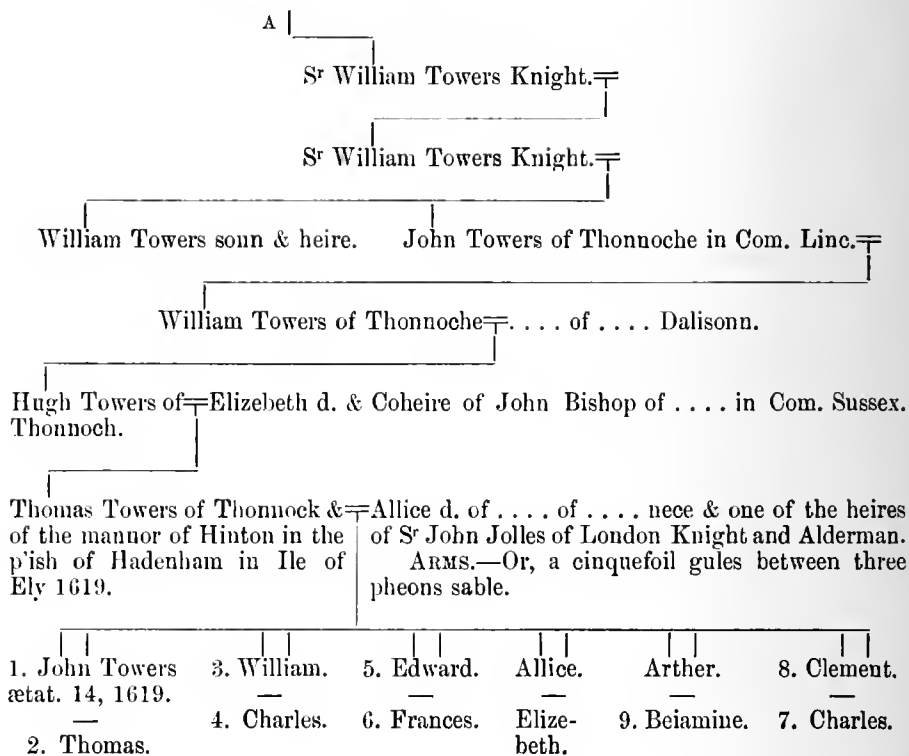 A
Sʳ William Towers Knight.
Sʳ William Towers Knight.
William Towers sonn & heire. John Towers of Thonnoche in Com. Linc.
William Towers of Thonnoche . . . . of . . . . Dalisonn.
Hugh Towers of Elizebeth d. & Coheire of John Bishop of . . . . in Com. Sussex.
Thonnoch.
Thomas Towers of Thonnock &
of the mannor of Hinton in the
p'ish of Hadenham in Ile of
Ely 1619.
Allice d. of . . . . of . . . . nece & one of the heires
of Sʳ John Jolles of London Knight and Alderman.
ARMS.—Or, a cinquefoil gules between three
pheons sable.
1. John Towers
ætat. 14, 1619.
—
2. Thomas.
3. William.
—
4. Charles.
5. Edward.
—
6. Frances.
Allice.
—
Elize-
beth.
Arther.
—
9. Beiamine.
8. Clement.
—
7. Charles.